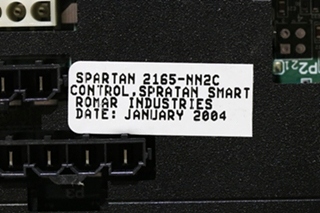 SPARTAN 2165-NN2C
CONTROL,SPRATAN SMART
ROMAR INDUSTRIES
DATE: JANUARY 2004